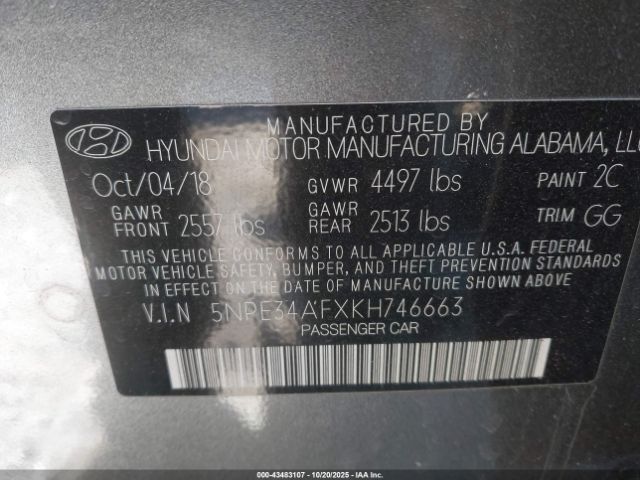 MANUFACTURED BY
HYUNDAI MOTOR MANUFACTURING ALABAMA, LLC
Oct/04/18 GVWR 4497 lbs PAINT 2C
GAWR FRONT 2557 lbs GAWR REAR 2513 lbs TRIM GG
THIS VEHICLE CONFORMS TO ALL APPLICABLE U.S.A. FEDERAL
MOTOR VEHICLE SAFETY, BUMPER, AND THEFT PREVENTION
STANDARDS IN EFFECT ON THE DATE OF MANUFACTURE SHOWN ABOVE.
V.I.N 5NPE34AFXKH746663
PASSENGER CAR
000-43483107 - 10/20/2025 - COPYRIGHT IAA, Inc.